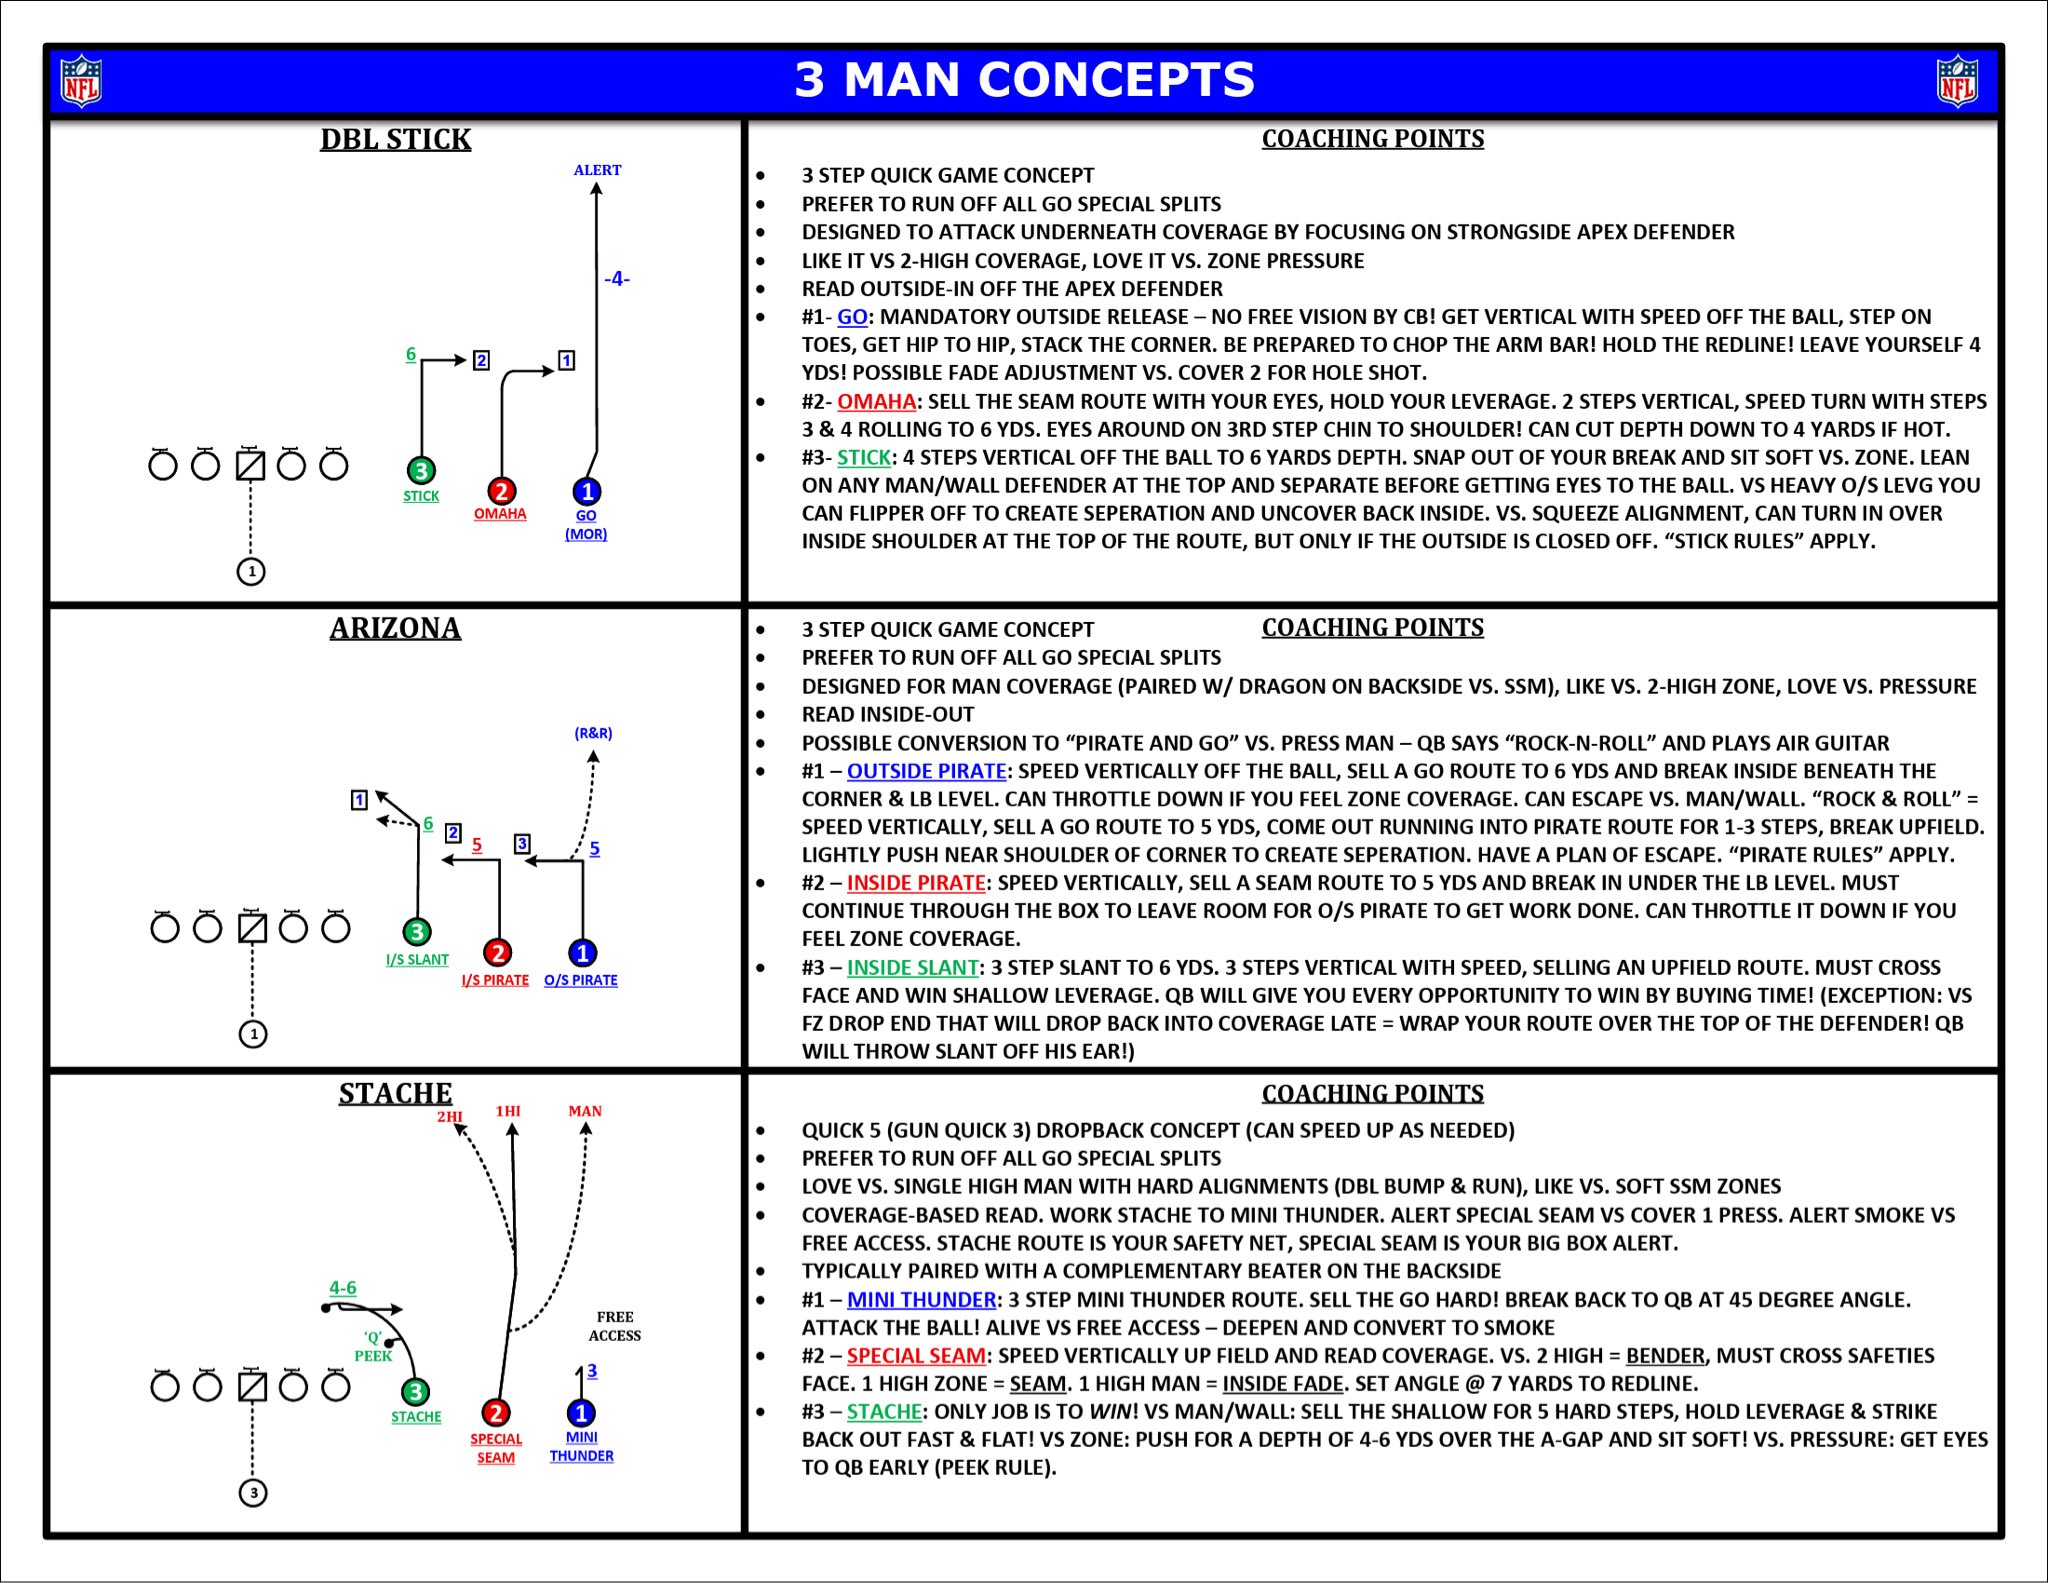 NFL
3 MAN CONCEPTS
NFL
DBL STICK
ALERT
-4-
6
2
1
3
2
1
STICK
OMAHA
GO
(MOR)
1
COACHING POINTS
• 3 STEP QUICK GAME CONCEPT
• PREFER TO RUN OFF ALL GO SPECIAL SPLITS
• DESIGNED TO ATTACK UNDERNEATH COVERAGE BY FOCUSING ON STRONGSIDE APEX DEFENDER
• LIKE IT VS 2-HIGH COVERAGE, LOVE IT VS. ZONE PRESSURE
• READ OUTSIDE-IN OFF THE APEX DEFENDER
• #1- GO: MANDATORY OUTSIDE RELEASE – NO FREE VISION BY CB! GET VERTICAL WITH SPEED OFF THE BALL, STEP ON
TOES, GET HIP TO HIP, STACK THE CORNER. BE PREPARED TO CHOP THE ARM BAR! HOLD THE REDLINE! LEAVE YOURSELF 4
YDS! POSSIBLE FADE ADJUSTMENT VS. COVER 2 FOR HOLE SHOT.
• #2- OMAHA: SELL THE SEAM ROUTE WITH YOUR EYES, HOLD YOUR LEVERAGE. 2 STEPS VERTICAL, SPEED TURN WITH STEPS
3 & 4 ROLLING TO 6 YDS. EYES AROUND ON 3RD STEP CHIN TO SHOULDER! CAN CUT DEPTH DOWN TO 4 YARDS IF HOT.
• #3- STICK: 4 STEPS VERTICAL OFF THE BALL TO 6 YARDS DEPTH. SNAP OUT OF YOUR BREAK AND SIT SOFT VS. ZONE. LEAN
ON ANY MAN/WALL DEFENDER AT THE TOP AND SEPARATE BEFORE GETTING EYES TO THE BALL. VS HEAVY O/S LEVG YOU
CAN FLIPPER OFF TO CREATE SEPERATION AND UNCOVER BACK INSIDE. VS. SQUEEZE ALIGNMENT, CAN TURN IN OVER
INSIDE SHOULDER AT THE TOP OF THE ROUTE, BUT ONLY IF THE OUTSIDE IS CLOSED OFF. “STICK RULES” APPLY.
ARIZONA
(R&R)
1
6
2
5
3
5
3
2
1
I/S SLANT
I/S PIRATE
O/S PIRATE
1
COACHING POINTS
• 3 STEP QUICK GAME CONCEPT
• PREFER TO RUN OFF ALL GO SPECIAL SPLITS
• DESIGNED FOR MAN COVERAGE (PAIRED W/ DRAGON ON BACKSIDE VS. SSM), LIKE VS. 2-HIGH ZONE, LOVE VS. PRESSURE
• READ INSIDE-OUT
• POSSIBLE CONVERSION TO “PIRATE AND GO” VS. PRESS MAN – QB SAYS “ROCK-N-ROLL” AND PLAYS AIR GUITAR
• #1 – OUTSIDE PIRATE: SPEED VERTICALLY OFF THE BALL, SELL A GO ROUTE TO 6 YDS AND BREAK INSIDE BENEATH THE
CORNER & LB LEVEL. CAN THROTTLE DOWN IF YOU FEEL ZONE COVERAGE. CAN ESCAPE VS. MAN/WALL. “ROCK & ROLL” =
SPEED VERTICALLY, SELL A GO ROUTE TO 5 YDS, COME OUT RUNNING INTO PIRATE ROUTE FOR 1-3 STEPS, BREAK UPFIELD.
LIGHTLY PUSH NEAR SHOULDER OF CORNER TO CREATE SEPERATION. HAVE A PLAN OF ESCAPE. “PIRATE RULES” APPLY.
• #2 – INSIDE PIRATE: SPEED VERTICALLY, SELL A SEAM ROUTE TO 5 YDS AND BREAK IN UNDER THE LB LEVEL. MUST
CONTINUE THROUGH THE BOX TO LEAVE ROOM FOR O/S PIRATE TO GET WORK DONE. CAN THROTTLE IT DOWN IF YOU
FEEL ZONE COVERAGE.
• #3 – INSIDE SLANT: 3 STEP SLANT TO 6 YDS. 3 STEPS VERTICAL WITH SPEED, SELLING AN UPFIELD ROUTE. MUST CROSS
FACE AND WIN SHALLOW LEVERAGE. QB WILL GIVE YOU EVERY OPPORTUNITY TO WIN BY BUYING TIME! (EXCEPTION: VS
FZ DROP END THAT WILL DROP BACK INTO COVERAGE LATE = WRAP YOUR ROUTE OVER THE TOP OF THE DEFENDER! QB
WILL THROW SLANT OFF HIS EAR!)
STACHE
2HI
1HI
MAN
4-6
‘Q’
PEEK
FREE
ACCESS
3
3
2
1
STACHE
SPECIAL
SEAM
MINI
THUNDER
3
COACHING POINTS
• QUICK 5 (GUN QUICK 3) DROPBACK CONCEPT (CAN SPEED UP AS NEEDED)
• PREFER TO RUN OFF ALL GO SPECIAL SPLITS
• LOVE VS. SINGLE HIGH MAN WITH HARD ALIGNMENTS (DBL BUMP & RUN), LIKE VS. SOFT SSM ZONES
• COVERAGE-BASED READ. WORK STACHE TO MINI THUNDER. ALERT SPECIAL SEAM VS COVER 1 PRESS. ALERT SMOKE VS
FREE ACCESS. STACHE ROUTE IS YOUR SAFETY NET, SPECIAL SEAM IS YOUR BIG BOX ALERT.
• TYPICALLY PAIRED WITH A COMPLEMENTARY BEATER ON THE BACKSIDE
• #1 – MINI THUNDER: 3 STEP MINI THUNDER ROUTE. SELL THE GO HARD! BREAK BACK TO QB AT 45 DEGREE ANGLE.
ATTACK THE BALL! ALIVE VS FREE ACCESS – DEEPEN AND CONVERT TO SMOKE
• #2 – SPECIAL SEAM: SPEED VERTICALLY UP FIELD AND READ COVERAGE. VS. 2 HIGH = BENDER, MUST CROSS SAFETIES
FACE. 1 HIGH ZONE = SEAM. 1 HIGH MAN = INSIDE FADE. SET ANGLE @ 7 YARDS TO REDLINE.
• #3 – STACHE: ONLY JOB IS TO WIN! VS MAN/WALL: SELL THE SHALLOW FOR 5 HARD STEPS, HOLD LEVERAGE & STRIKE
BACK OUT FAST & FLAT! VS ZONE: PUSH FOR A DEPTH OF 4-6 YDS OVER THE A-GAP AND SIT SOFT! VS. PRESSURE: GET EYES
TO QB EARLY (PEEK RULE).